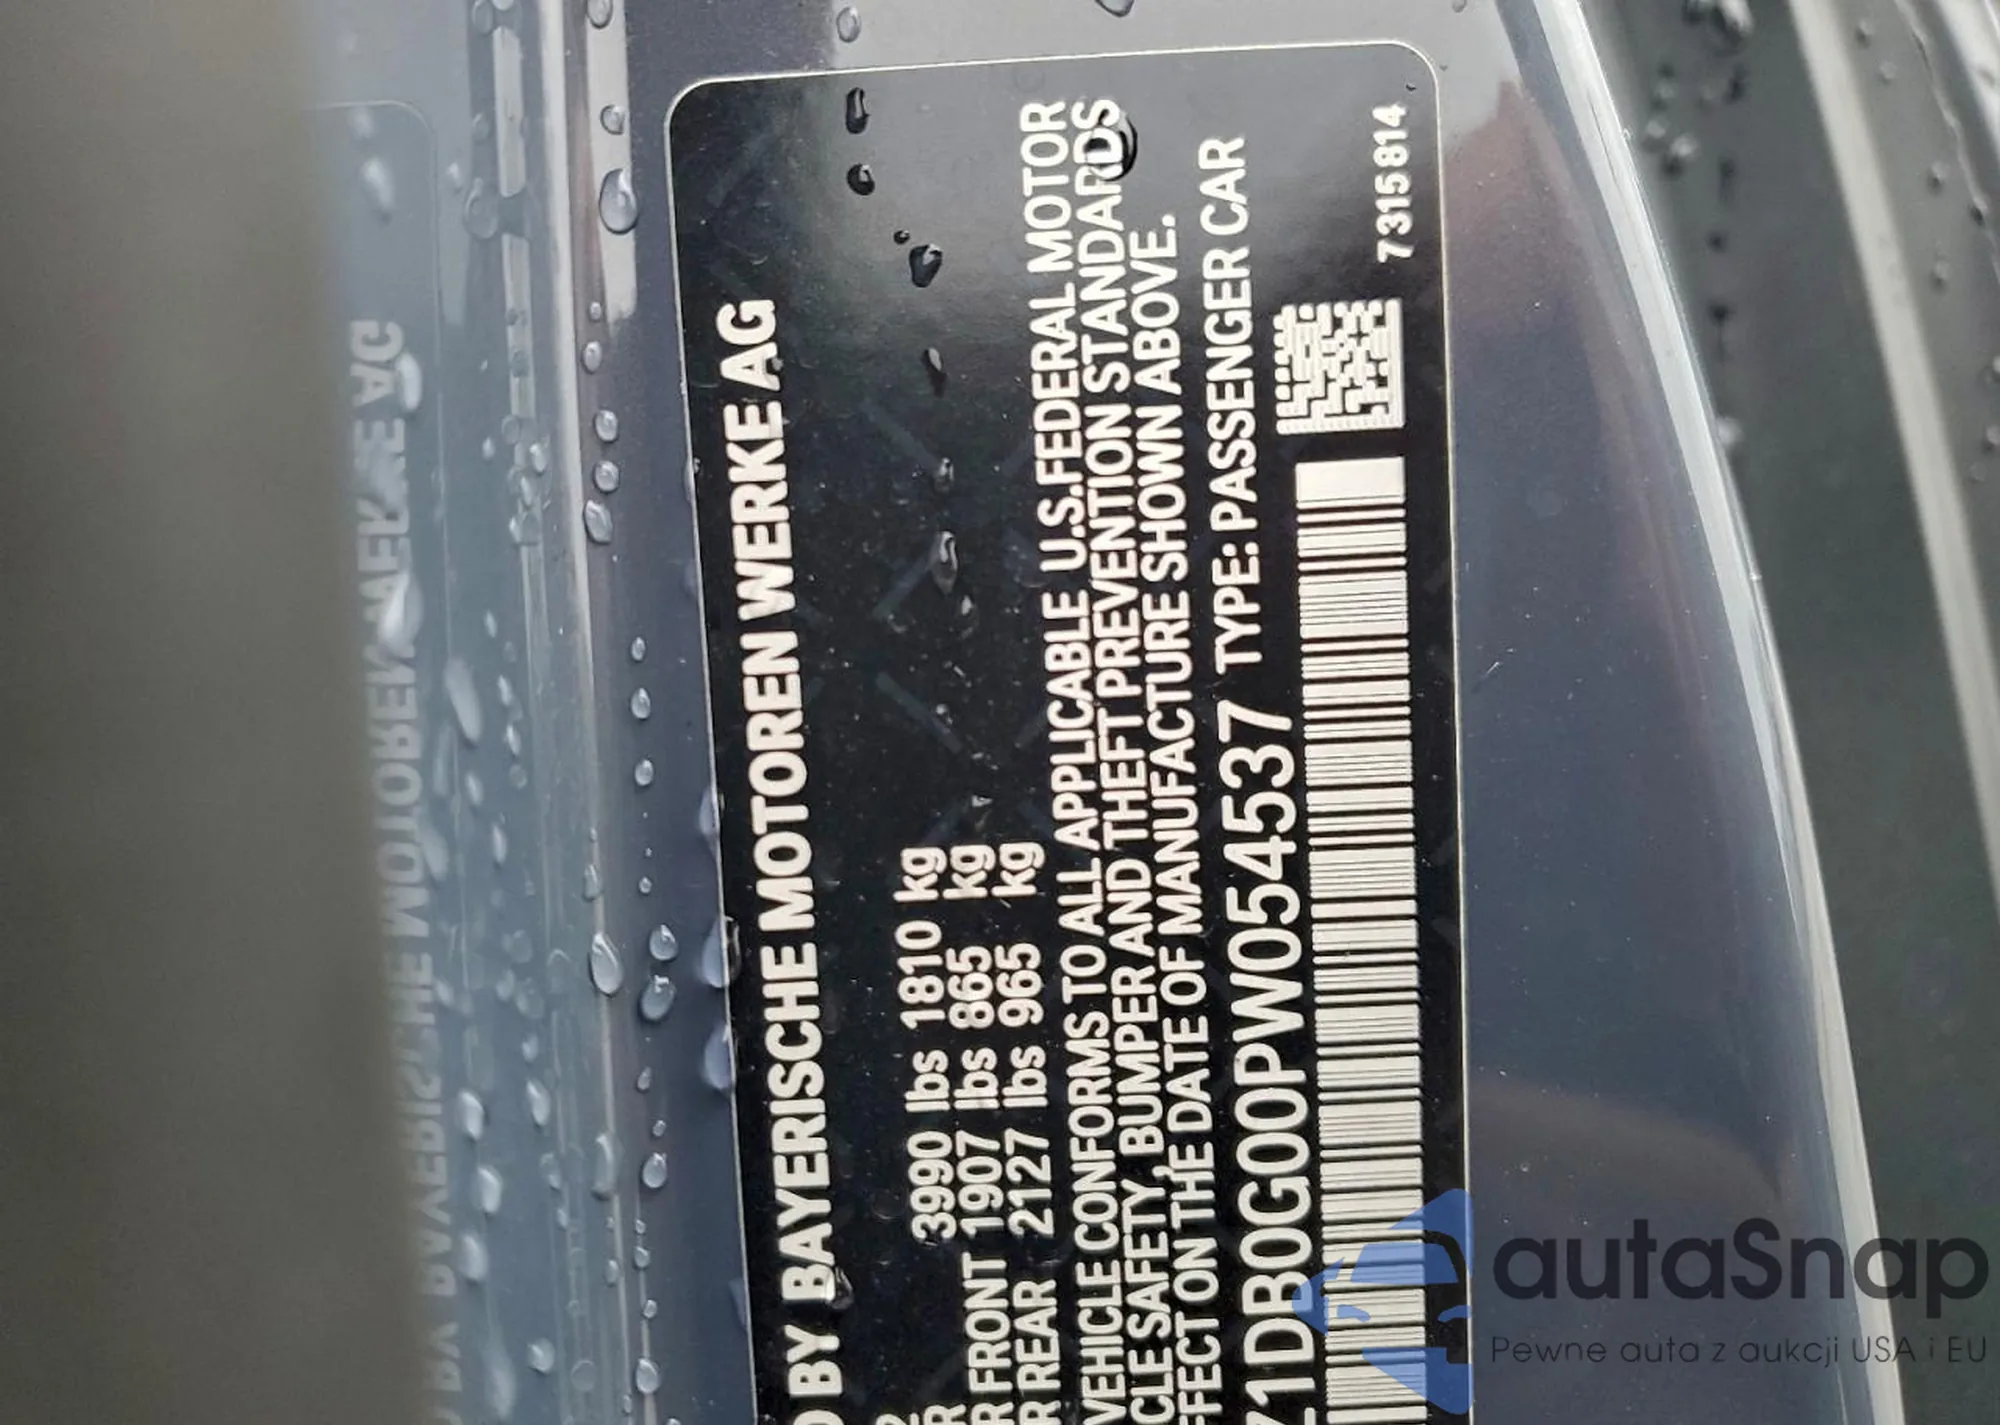 D BY BAYERISCHE MOTOREN WERKE AG
3990 lbs 1810 kg
R FRONT 1907 lbs 865 kg
R REAR 2127 lbs 965 kg
VEHICLE CONFORMS TO ALL APPLICABLE U.S.FEDERAL MOTOR
CLE SAFETY, BUMPER AND THEFT PREVENTION STANDARDS
FFECT ON THE DATE OF MANUFACTURE SHOWN ABOVE.
Z1DB0G00PW054537 TYPE: PASSENGER CAR
7315814
autaSnap
Pewne auta z aukcji USA i EU